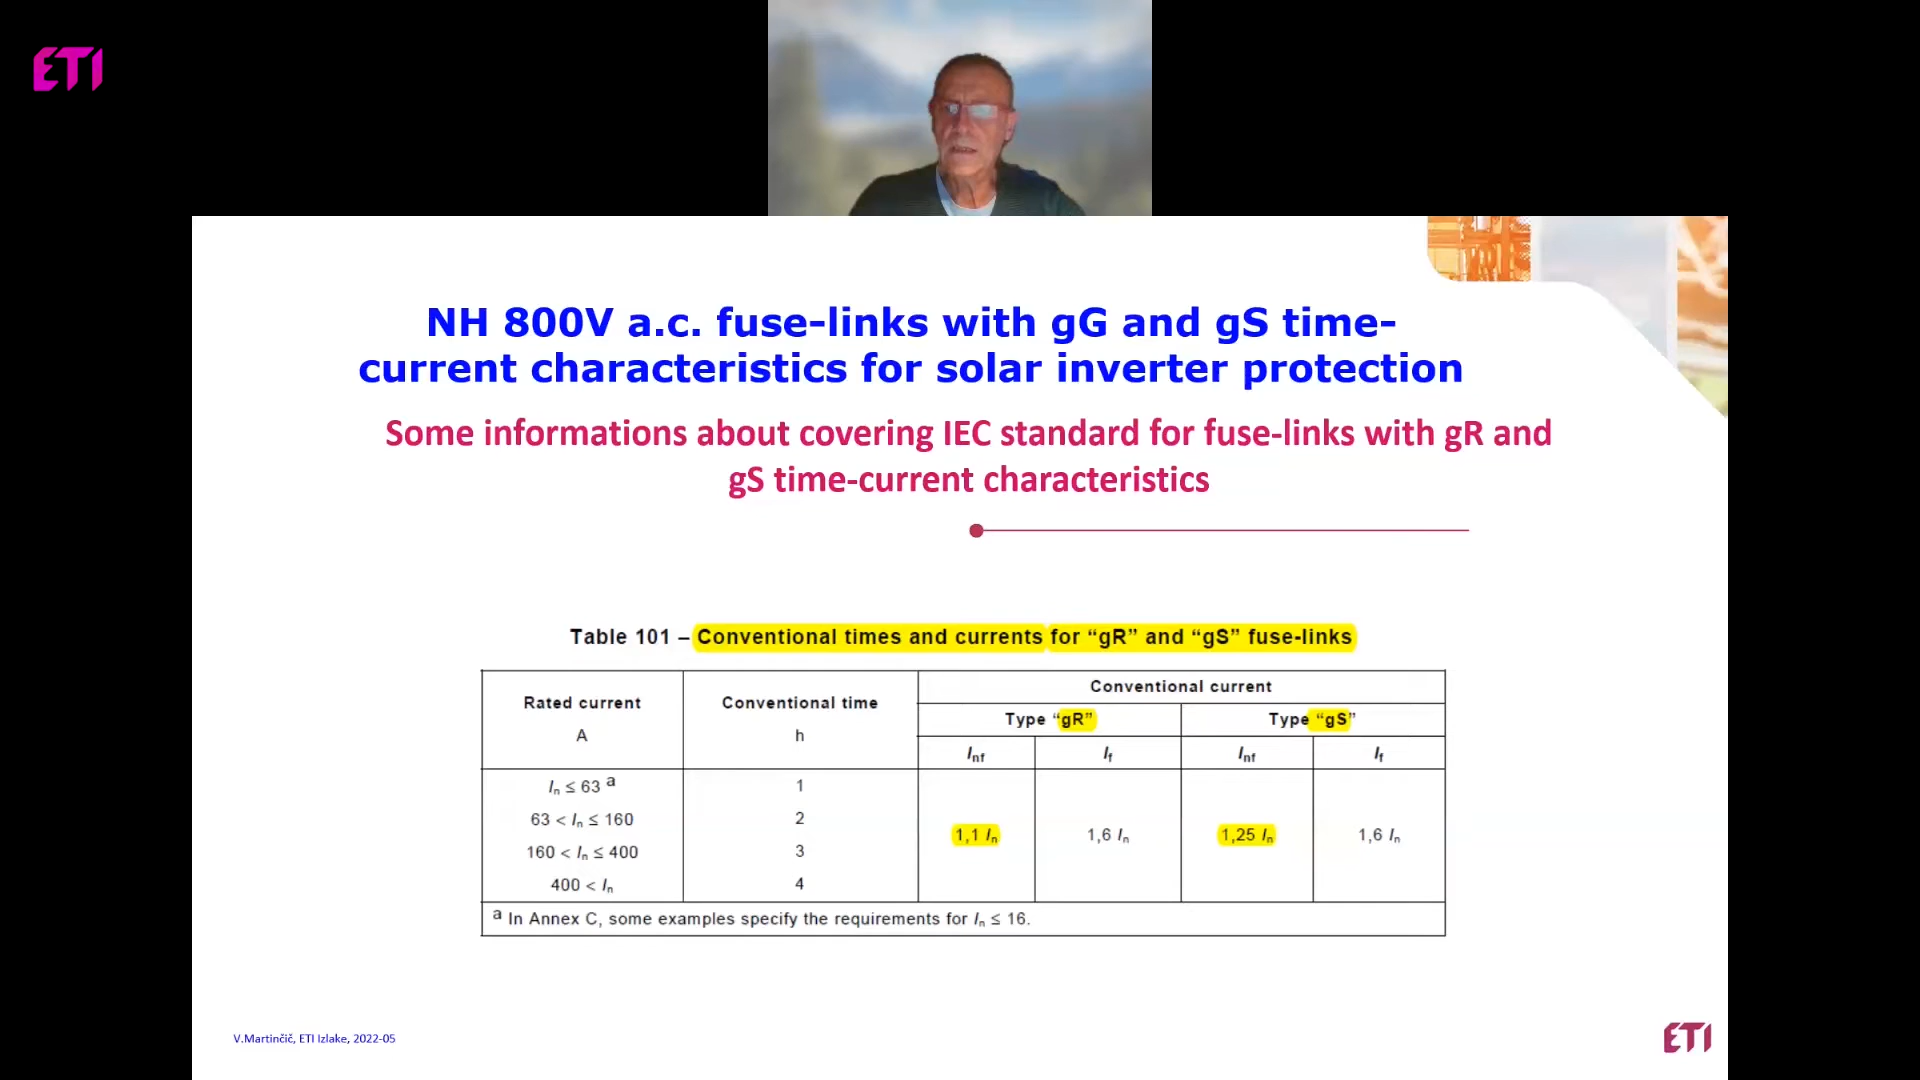 ETI
NH 800V a.c. fuse-links with gG and gS time-
current characteristics for solar inverter protection
Some informations about covering IEC standard for fuse-links with gR and
gS time-current characteristics
Table 101 – Conventional times and currents for “gR” and “gS” fuse-links
Rated current
A
Conventional time
h
Conventional current
Type “gR”
Type “gS”
Inf
If
Inf
If
In ≤ 63 a
1
63 < In ≤ 160
2
160 < In ≤ 400
3
400 < In
4
1,1 In
1,6 In
1,25 In
1,6 In
a In Annex C, some examples specify the requirements for In ≤ 16.
V.Martinčič, ETI Izlake, 2022-05
ETI